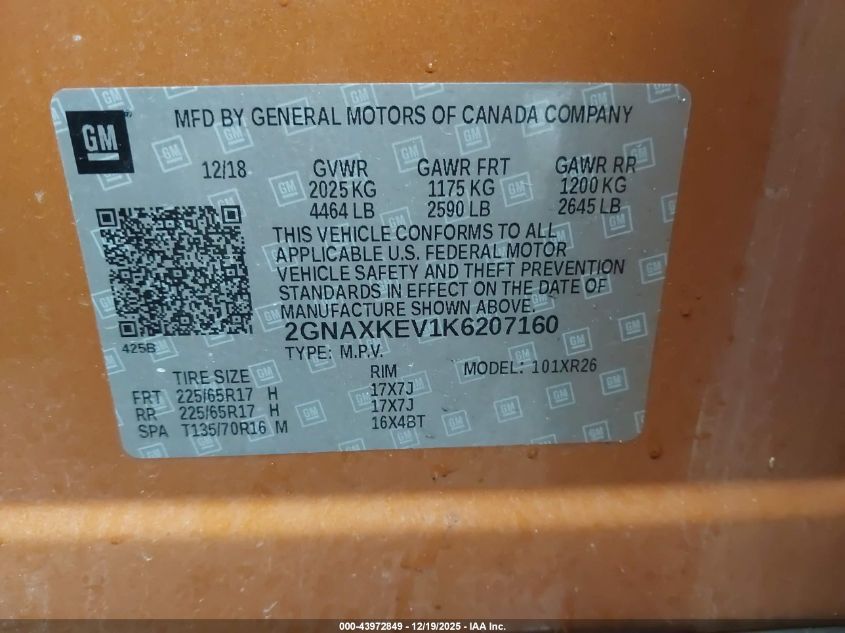 GM
MFD BY GENERAL MOTORS OF CANADA COMPANY
12/18 GVWR GAWR FRT GAWR RR
2025 KG 1175 KG 1200 KG
4464 LB 2590 LB 2645 LB
THIS VEHICLE CONFORMS TO ALL
APPLICABLE U.S. FEDERAL MOTOR
VEHICLE SAFETY AND THEFT PREVENTION
STANDARDS IN EFFECT ON THE DATE OF
MANUFACTURE SHOWN ABOVE.
2GNAXKEV1K6207160
425B
TYPE: M.P.V. MODEL: 101XR26
TIRE SIZE RIM
FRT 225/65R17 H 17X7J
RR 225/65R17 H 17X7J
SPA T135/70R16 M 16X4BT
000-43972849 - 12/19/2025 - IAA Inc.